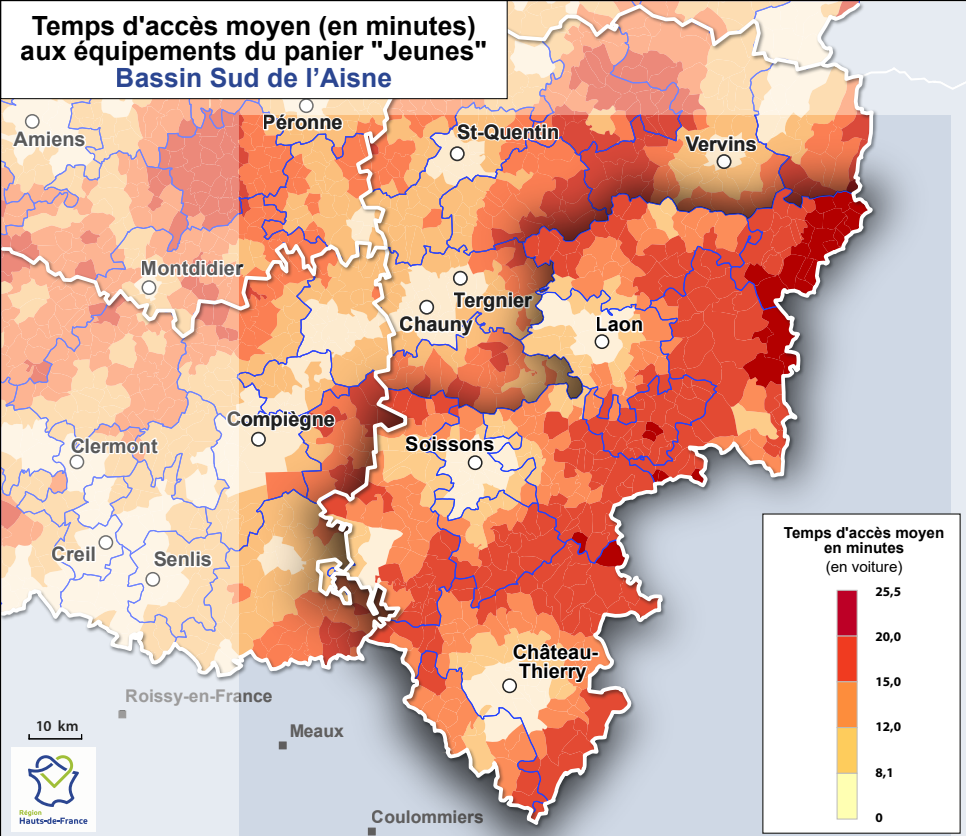 Temps d'accès moyen (en minutes)
aux équipements du panier "Jeunes"
Bassin Sud de l'Aisne
Péronne
Amiens
St-Quentin
Vervins
Montdidier
Tergnier
Chauny
Laon
Compiègne
Soissons
Clermont
Creil
Senlis
Château-
Thierry
Roissy-en-France
Meaux
Coulommiers
10 km
Région
Hauts-de-France
Temps d'accès moyen
en minutes
(en voiture)
25,5
20,0
15,0
12,0
8,1
0